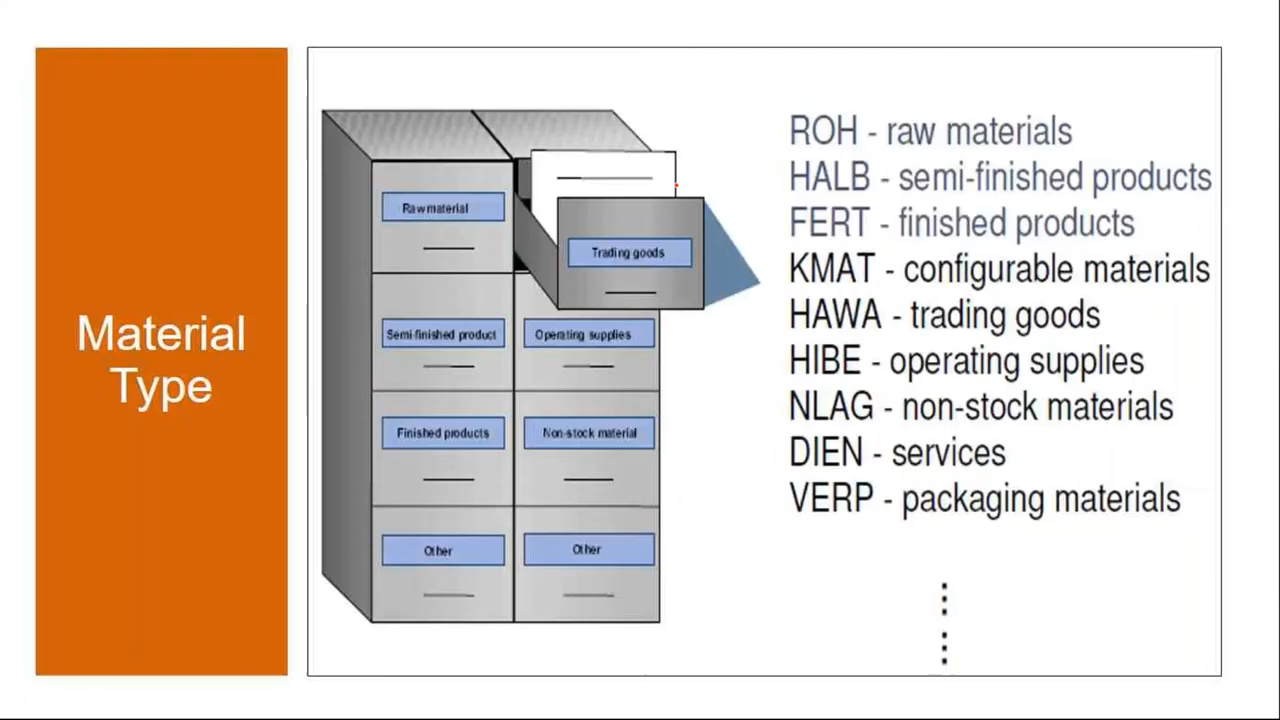 Material
Type
Raw material
Trading goods
Semi-finished product
Operating supplies
Finished products
Non-stock material
Other
Other
ROH - raw materials
HALB - semi-finished products
FERT - finished products
KMAT - configurable materials
HAWA - trading goods
HIBE - operating supplies
NLAG - non-stock materials
DIEN - services
VERP - packaging materials